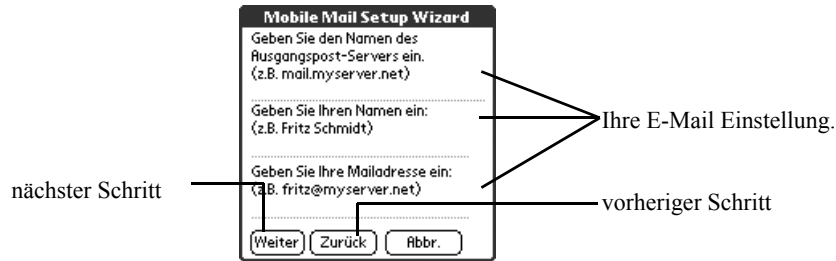 Mobile Mail Setup Wizard
Geben Sie den Namen des
Ausgangspost-Servers ein.
(z.B. mail.myserver.net)
Geben Sie Ihren Namen ein:
(z.B. Fritz Schmidt)
Ihre E-Mail Einstellung.
Geben Sie Ihre Mailadresse ein:
(z.B. fritz@myserver.net)
nächster Schritt
vorheriger Schritt
Weiter Zurück Abbr.